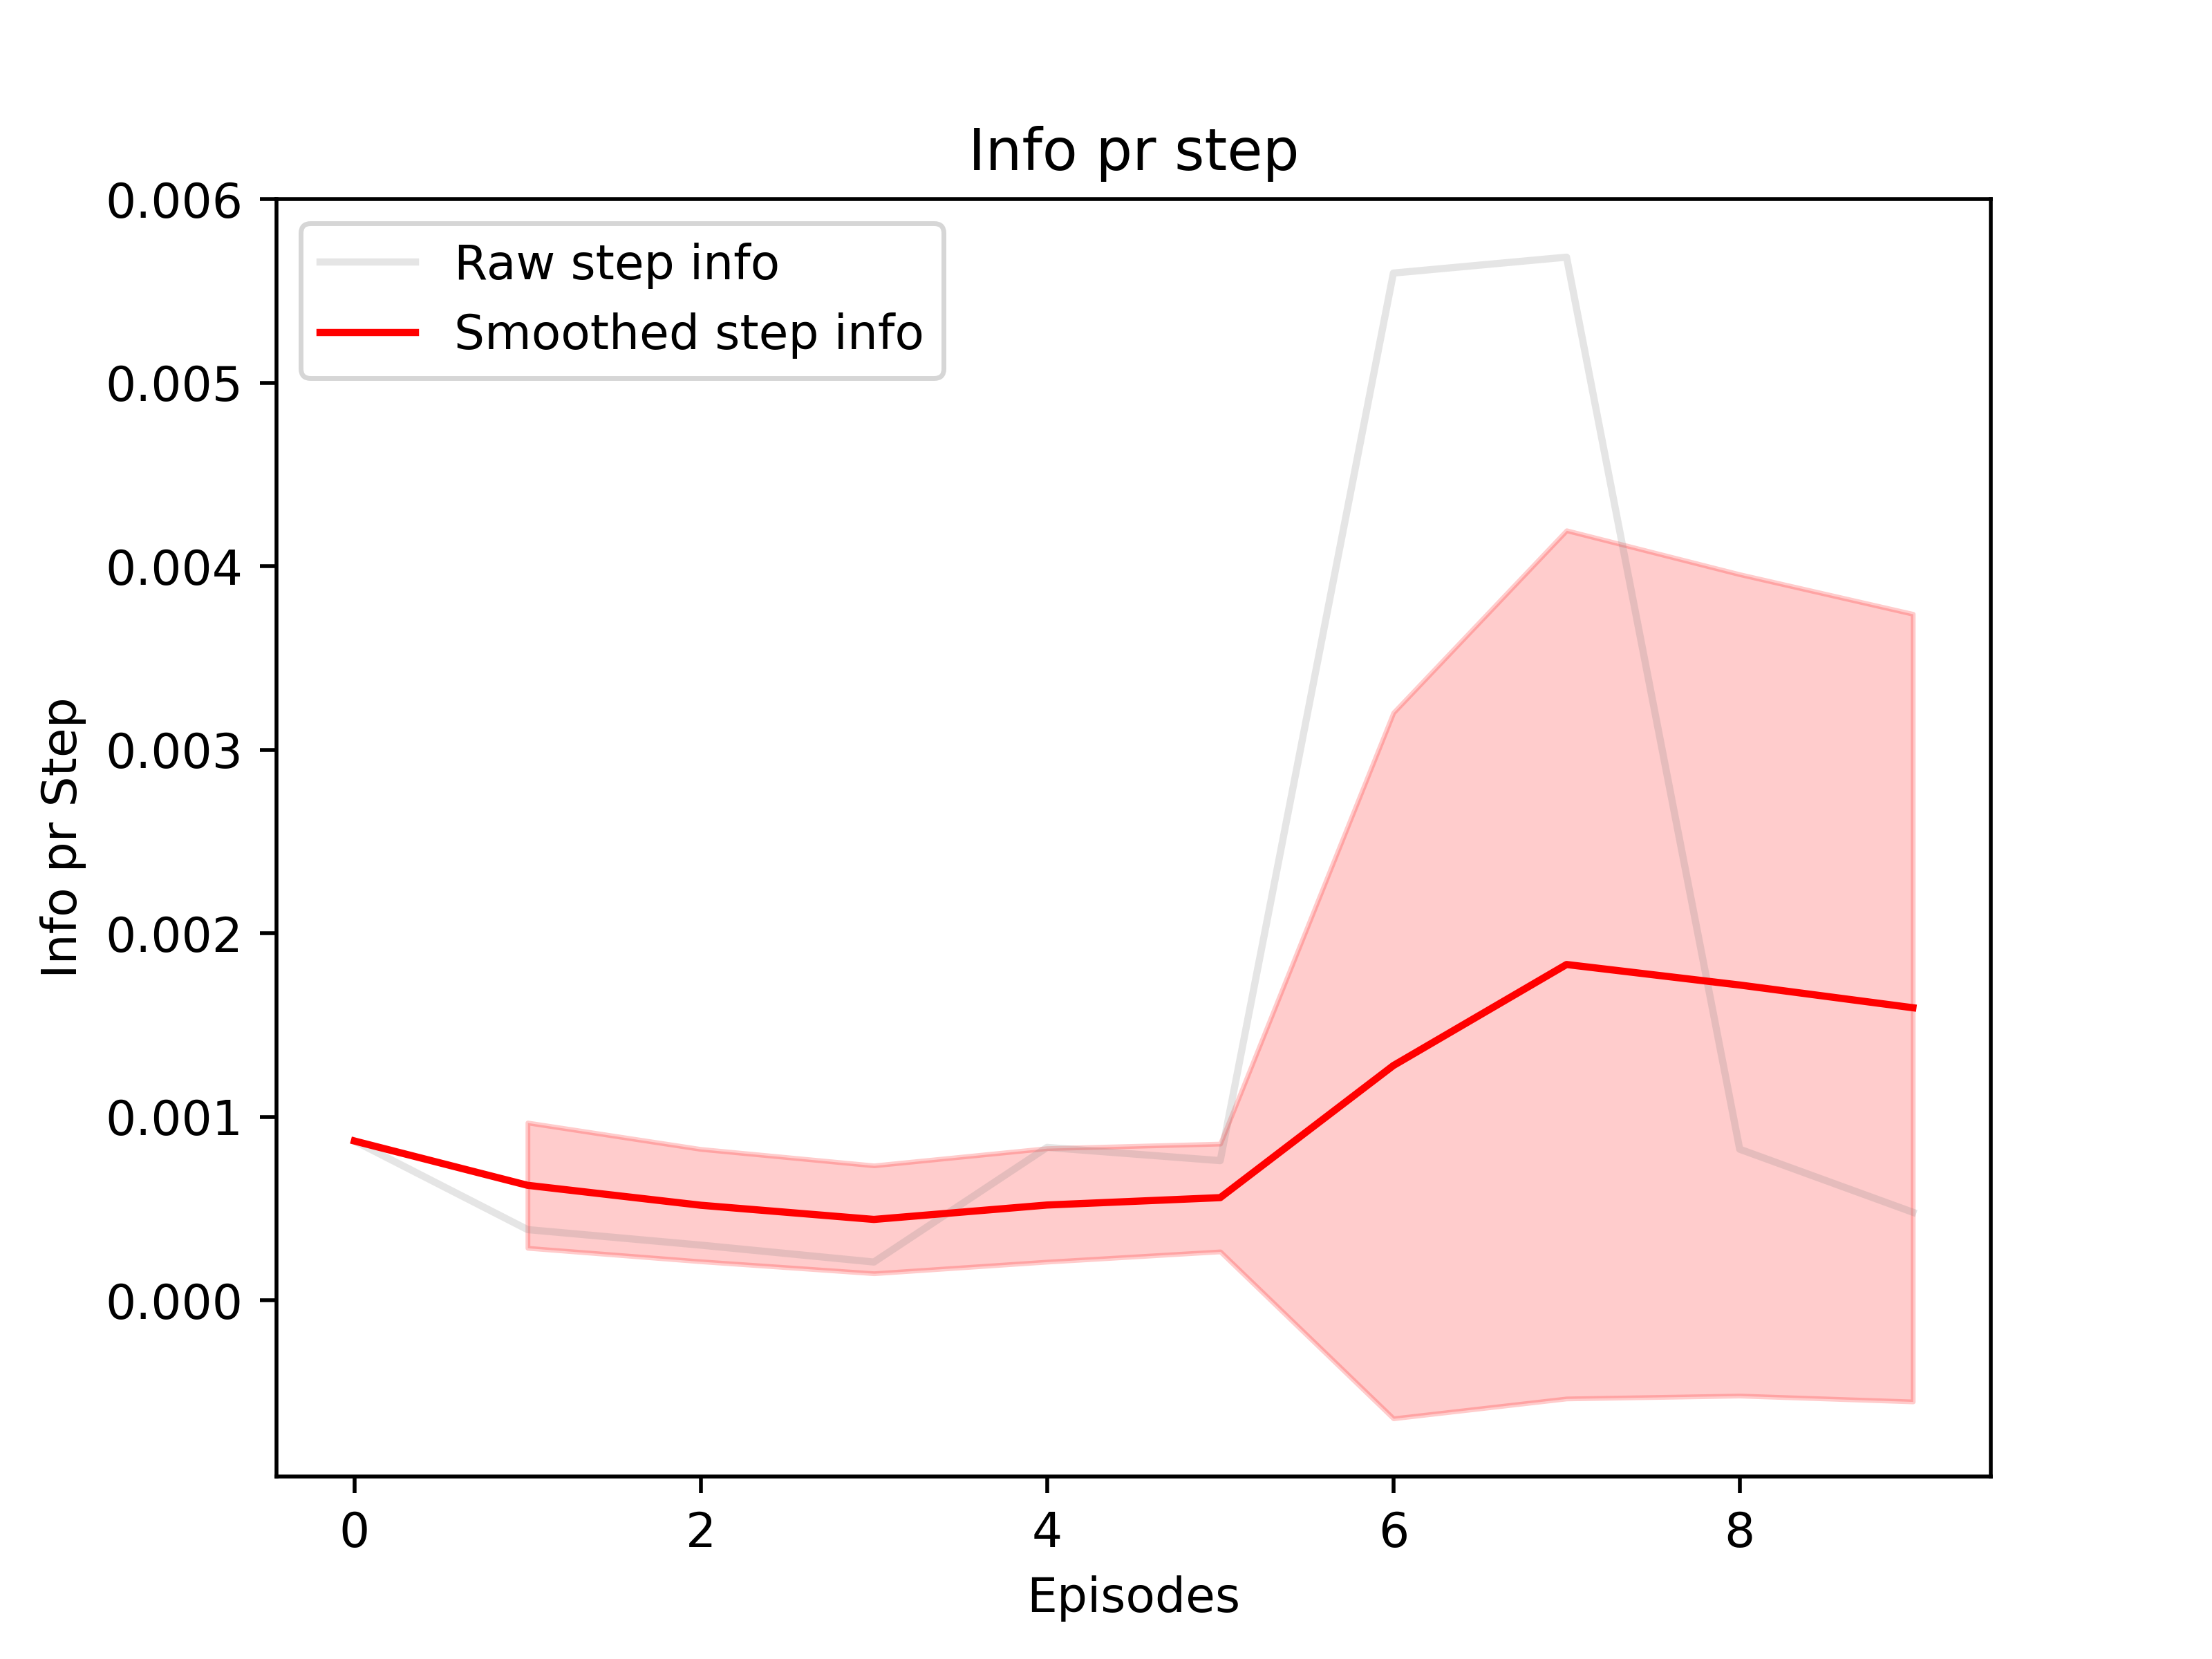 Info pr step
0.006
0.005
0.004
0.003
0.002
0.001
0.000
Info pr Step
Raw step info
Smoothed step info
0 2 4 6 8
Episodes